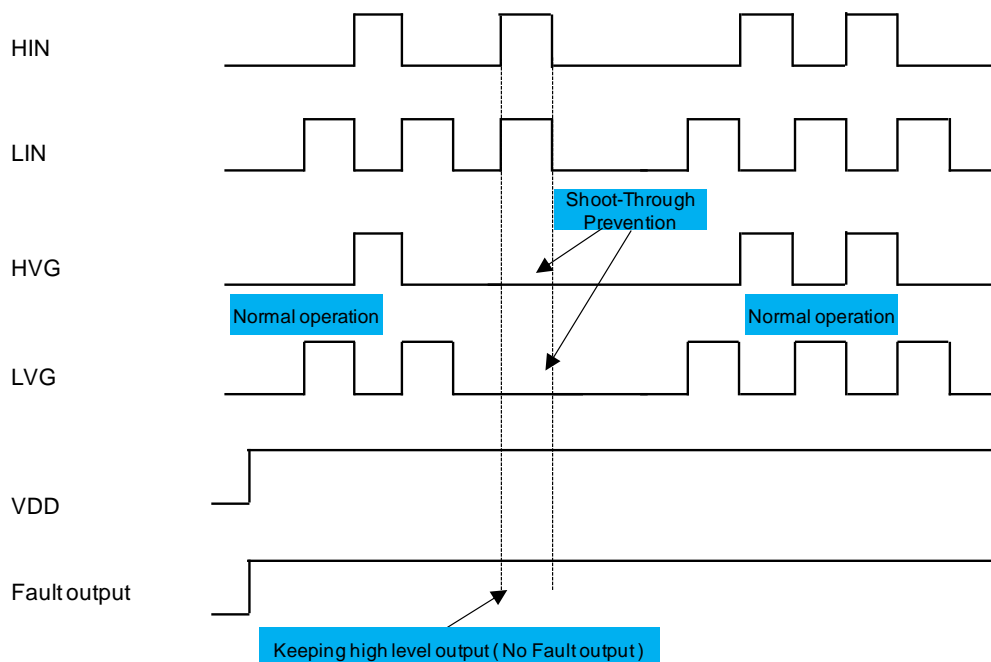 HIN
LIN
Shoot-Through
Prevention
HVG
Normal operation
Normal operation
LVG
VDD
Fault output
Keeping high level output ( No Fault output )